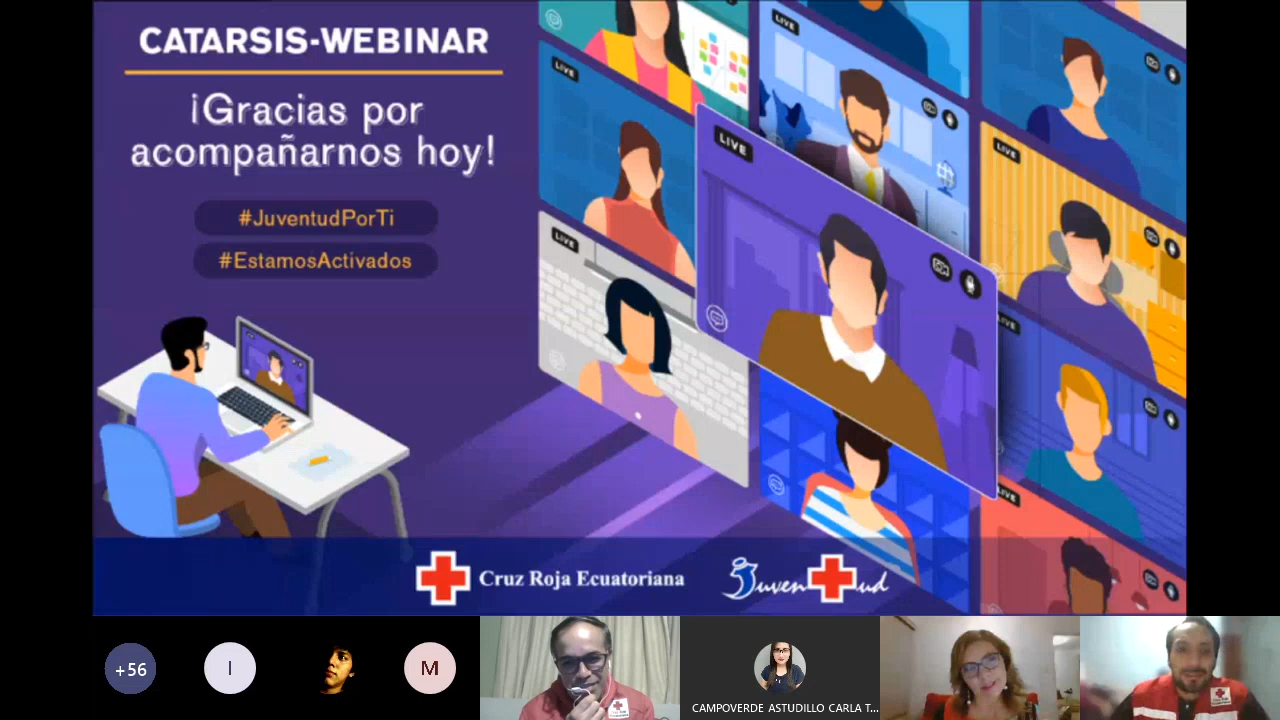 CATARSIS-WEBINAR
¡Gracias por
acompañarnos hoy!
#JuventudPorTi
#EstamosActivados
LIVE
LIVE
LIVE
LIVE
LIVE
LIVE
LIVE
Cruz Roja Ecuatoriana
Juventud
+56
I
M
CAMPOVERDE ASTUDILLO CARLA T...